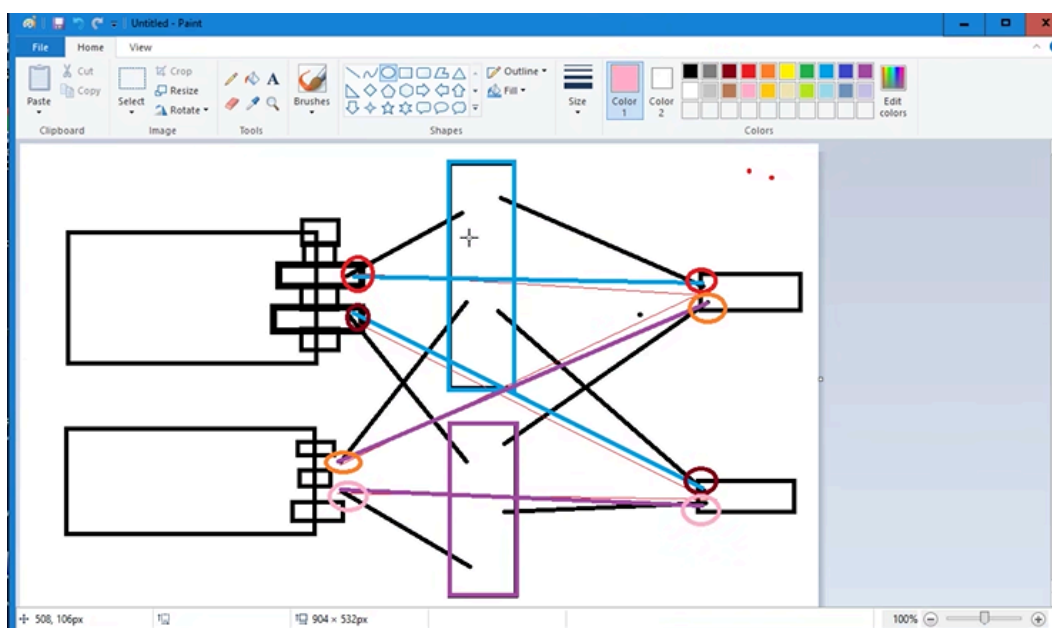 Untitled - Paint
File Home View
Paste
Cut
Copy
Clipboard
Select
Crop
Resize
Rotate
Image
A
Tools
Brushes
Shapes
Outline
Fill
Size
Color 1
Color 2
Edit colors
Colors
508, 106px
904 × 532px
100%